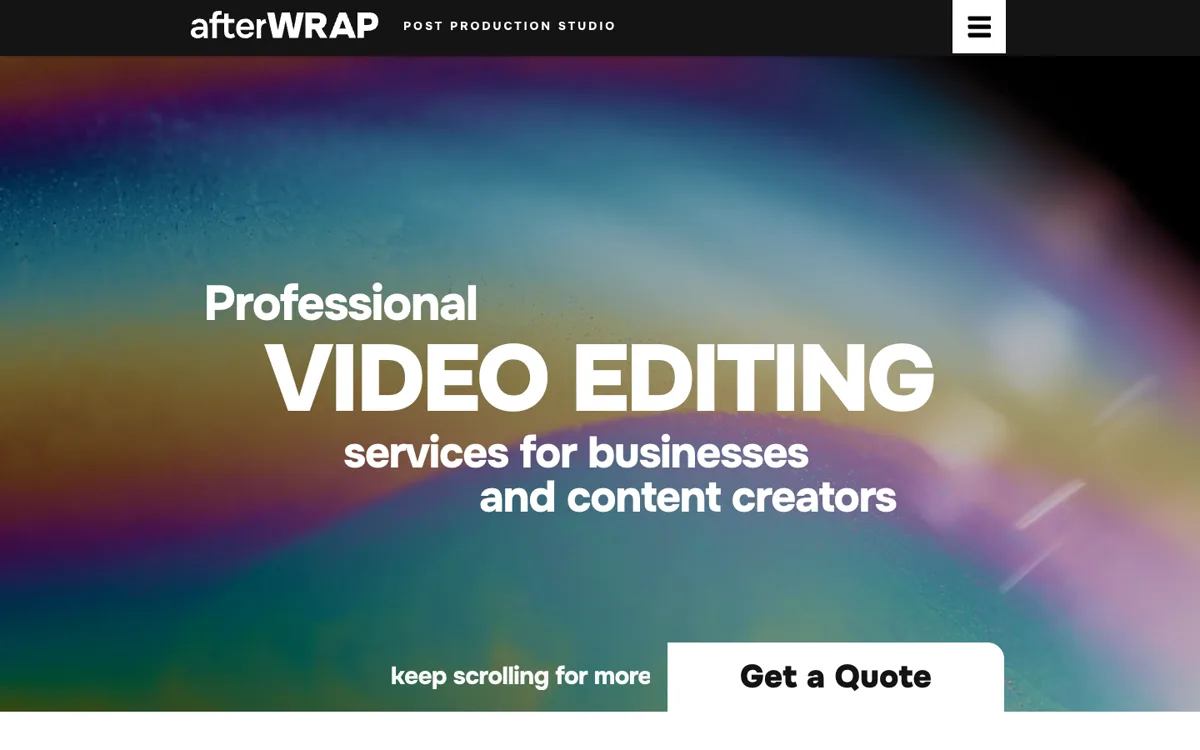 afterWRAP POST PRODUCTION STUDIO
Professional
VIDEO EDITING
services for businesses
and content creators
keep scrolling for more
Get a Quote